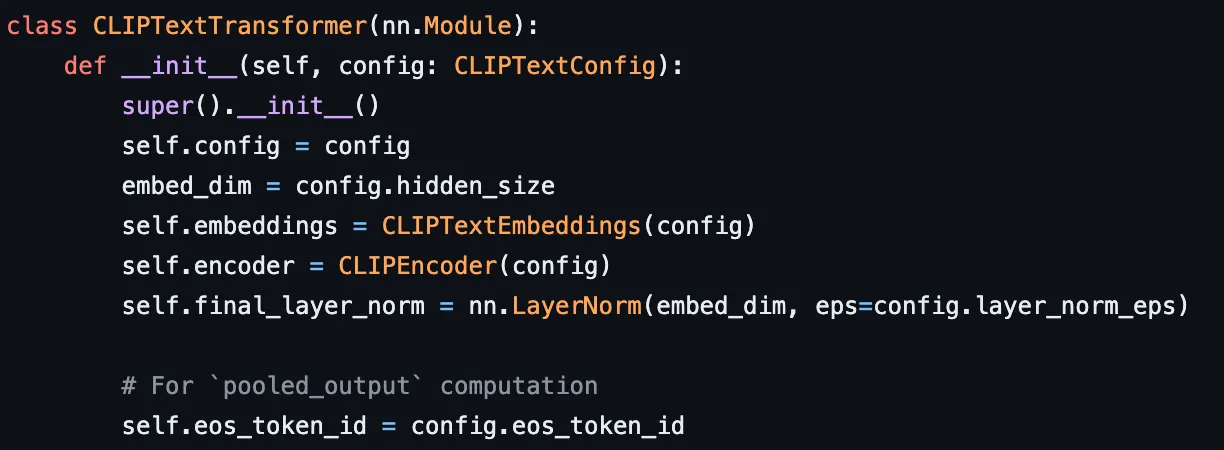 class CLIPTextTransformer(nn.Module):
    def __init__(self, config: CLIPTextConfig):
        super().__init__()
        self.config = config
        embed_dim = config.hidden_size
        self.embeddings = CLIPTextEmbeddings(config)
        self.encoder = CLIPEncoder(config)
        self.final_layer_norm = nn.LayerNorm(embed_dim, eps=config.layer_norm_eps)

        # For `pooled_output` computation
        self.eos_token_id = config.eos_token_id